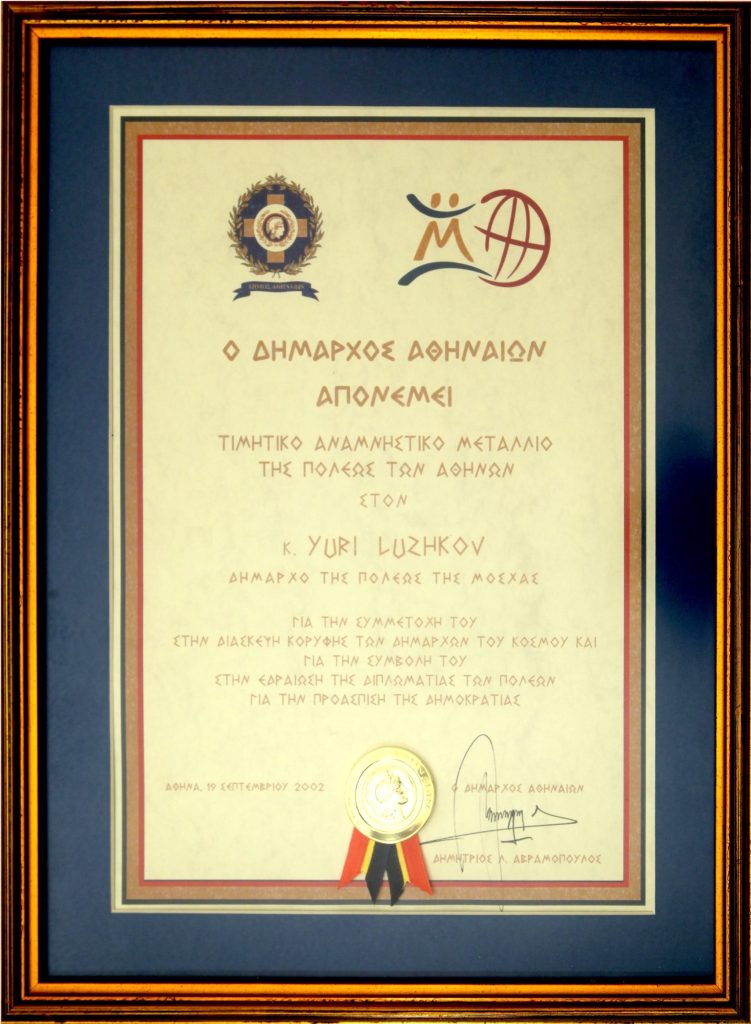 ΔΗΜΟΣ ΑΘΗΝΑΙΩΝ
Ο ΔΗΜΑΡΧΟΣ ΑΘΗΝΑΙΩΝ
ΑΠΟΝΕΜΕΙ
ΤΙΜΗΤΙΚΟ ΑΝΑΜΝΗΣΤΙΚΟ ΜΕΤΑΛΛΙΟ
ΤΗΣ ΠΟΛΕΩΣ ΤΩΝ ΑΘΗΝΩΝ
ΣΤΟΝ
κ. YURI LUZHKOV
ΔΗΜΑΡΧΟ ΤΗΣ ΠΟΛΕΩΣ ΤΗΣ ΜΟΣΧΑΣ
ΓΙΑ ΤΗΝ ΣΥΜΜΕΤΟΧΗ ΤΟΥ
ΣΤΗΝ ΔΙΑΣΚΕΨΗ ΚΟΡΥΦΗΣ ΤΩΝ ΔΗΜΑΡΧΩΝ ΤΟΥ ΚΟΣΜΟΥ ΚΑΙ
ΓΙΑ ΤΗΝ ΣΥΜΒΟΛΗ ΤΟΥ
ΣΤΗΝ ΕΔΡΑΙΩΣΗ ΤΗΣ ΔΙΠΛΩΜΑΤΙΑΣ ΤΩΝ ΠΟΛΕΩΝ
ΓΙΑ ΤΗΝ ΠΡΟΑΣΠΙΣΗ ΤΗΣ ΔΗΜΟΚΡΑΤΙΑΣ
ΑΘΗΝΑ, 19 ΣΕΠΤΕΜΒΡΙΟΥ 2002
Ο ΔΗΜΑΡΧΟΣ ΑΘΗΝΑΙΩΝ
ΔΗΜΗΤΡΙΟΣ Λ. ΑΒΡΑΜΟΠΟΥΛΟΣ